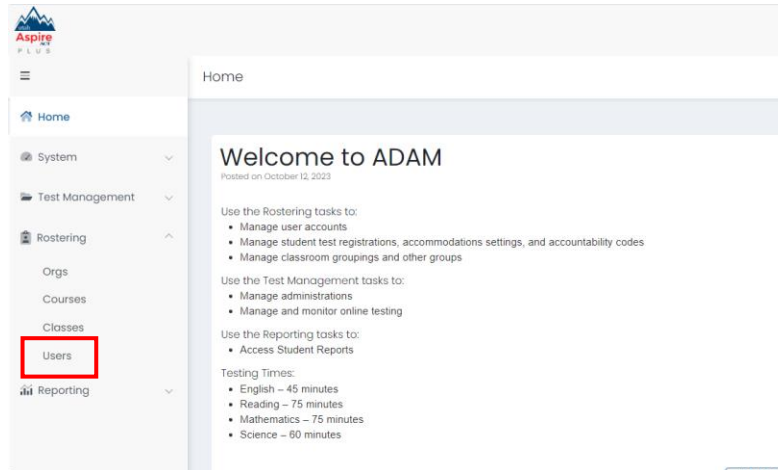 Utah
Aspire
PLUS
Home
Home
System
Test Management
Rostering
Orgs
Courses
Classes
Users
Reporting
Welcome to ADAM
Posted on October 12, 2023
Use the Rostering tasks to:
• Manage user accounts
• Manage student test registrations, accommodations settings, and accountability codes
• Manage classroom groupings and other groups
Use the Test Management tasks to:
• Manage administrations
• Manage and monitor online testing
Use the Reporting tasks to:
• Access Student Reports
Testing Times:
• English – 45 minutes
• Reading – 75 minutes
• Mathematics – 75 minutes
• Science – 60 minutes